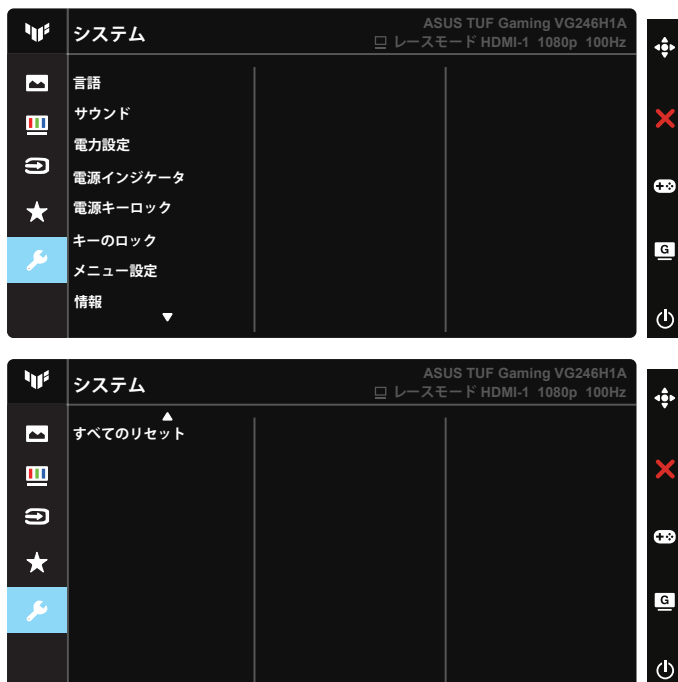 システム
ASUS TUF Gaming VG246H1A
レースモード HDMI-1 1080p 100Hz
言語
サウンド
電力設定
電源インジケータ
電源キーロック
キーのロック
メニュー設定
情報
G
システム
ASUS TUF Gaming VG246H1A
レースモード HDMI-1 1080p 100Hz
すべてのリセット
G